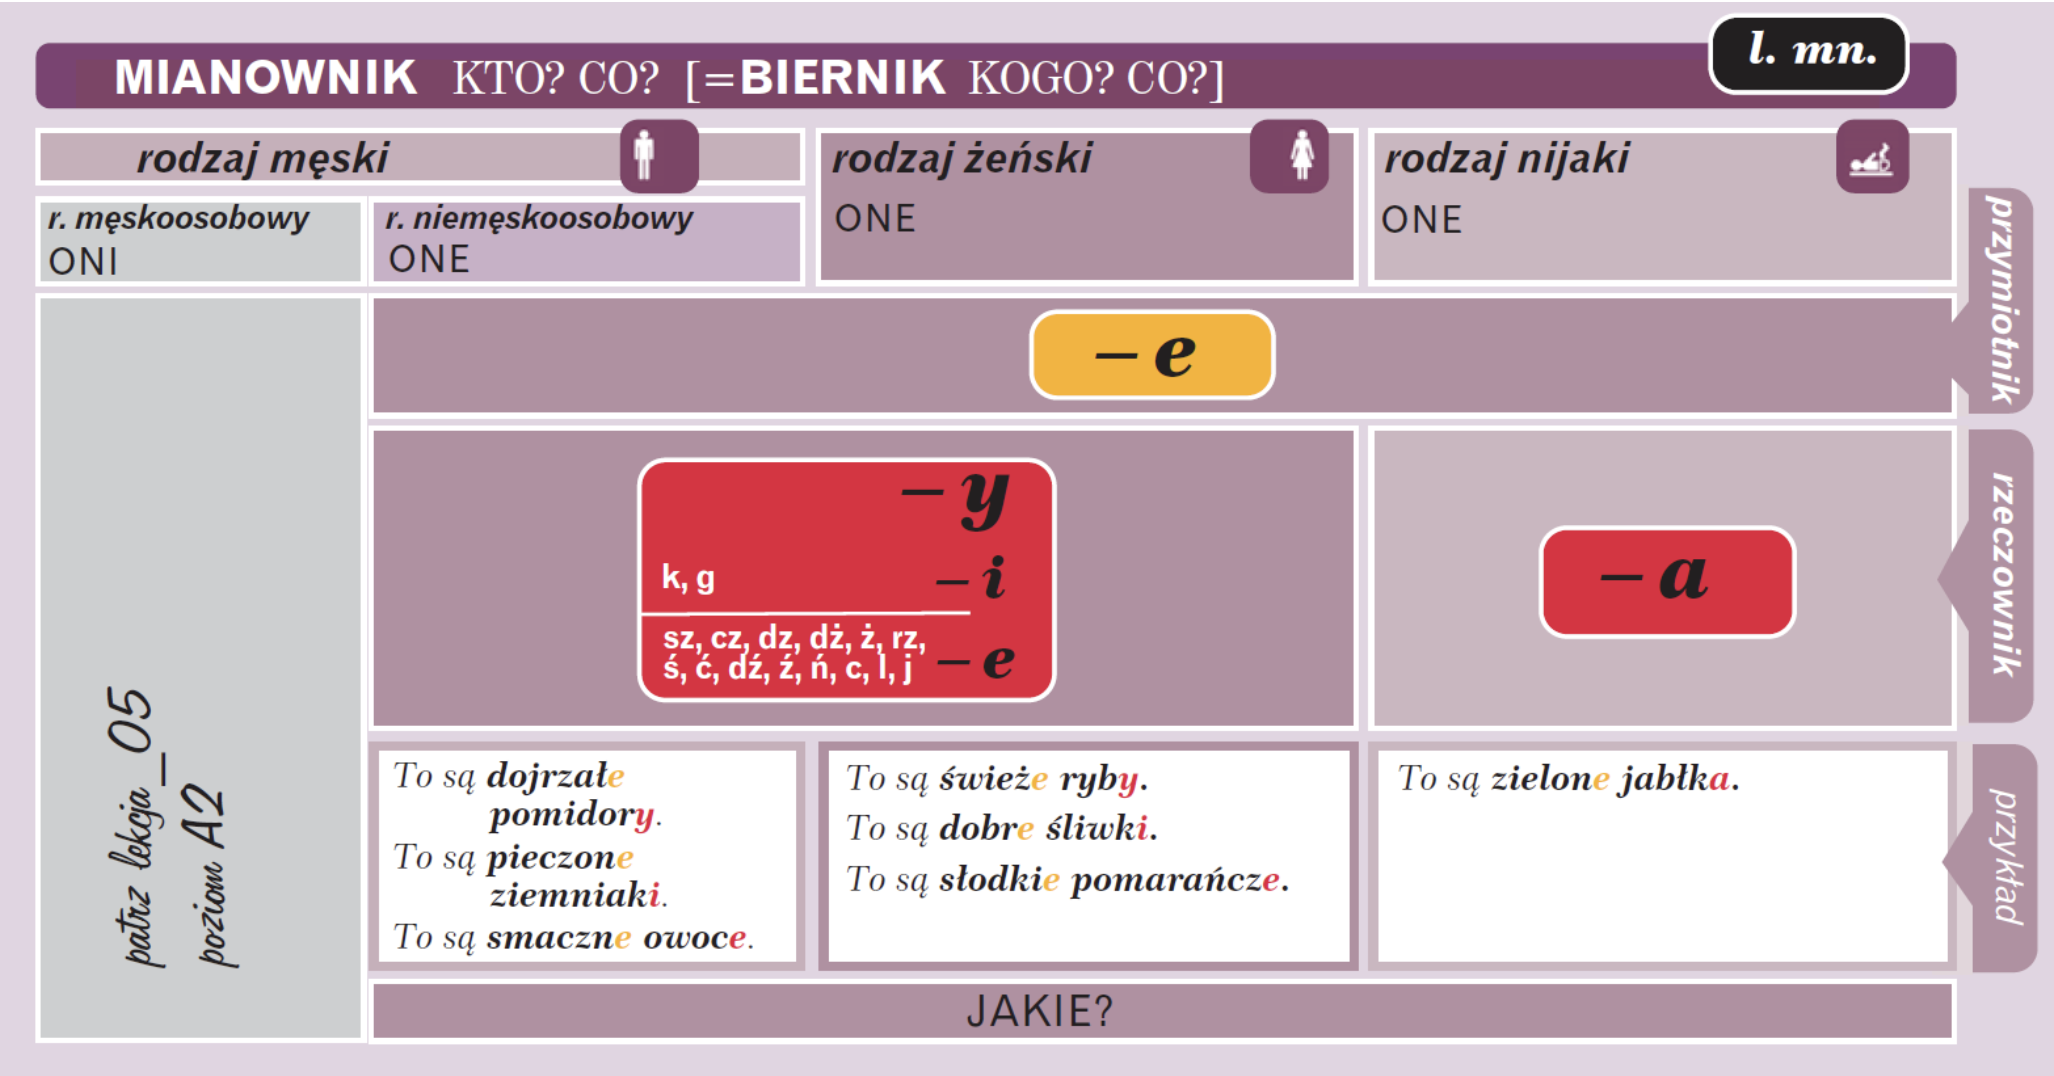 l. mn.
MIANOWNIK KTO? CO? [=BIERNIK KOGO? CO?]
rodzaj męski
rodzaj żeński
ONE
rodzaj nijaki
ONE
r. męskoosobowy
ONI
r. niemęskoosobowy
ONE
przymiotnik
– e
rzeczownik
– y
k, g – i
sz, cz, dz, dż, ż, rz,
ś, ć, dź, ź, ń, c, l, j – e
– a
patrz lekcja_05
poziom A2
To są dojrzałe
pomidory.
To są pieczone
ziemniaki.
To są smaczne owoce.
To są świeże ryby.
To są dobre śliwki.
To są słodkie pomarańcze.
To są zielone jabłka.
przykład
JAKIE?